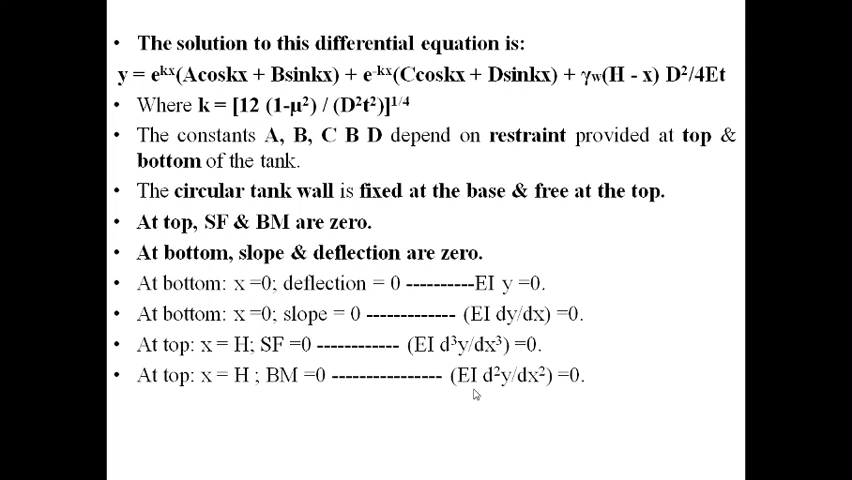 • The solution to this differential equation is:
y = e^kx(Acoskx + Bsinkx) + e^-kx(Ccoskx + Dsinkx) + γw(H - x) D²/4Et
• Where k = [12 (1-μ²) / (D²t²)]^1/4
• The constants A, B, C B D depend on restraint provided at top &
bottom of the tank.
• The circular tank wall is fixed at the base & free at the top.
• At top, SF & BM are zero.
• At bottom, slope & deflection are zero.
• At bottom: x =0; deflection = 0 ----------EI y =0.
• At bottom: x =0; slope = 0 ------------- (EI dy/dx) =0.
• At top: x = H; SF =0 ------------ (EI d³y/dx³) =0.
• At top: x = H ; BM =0 ---------------- (EI d²y/dx²) =0.